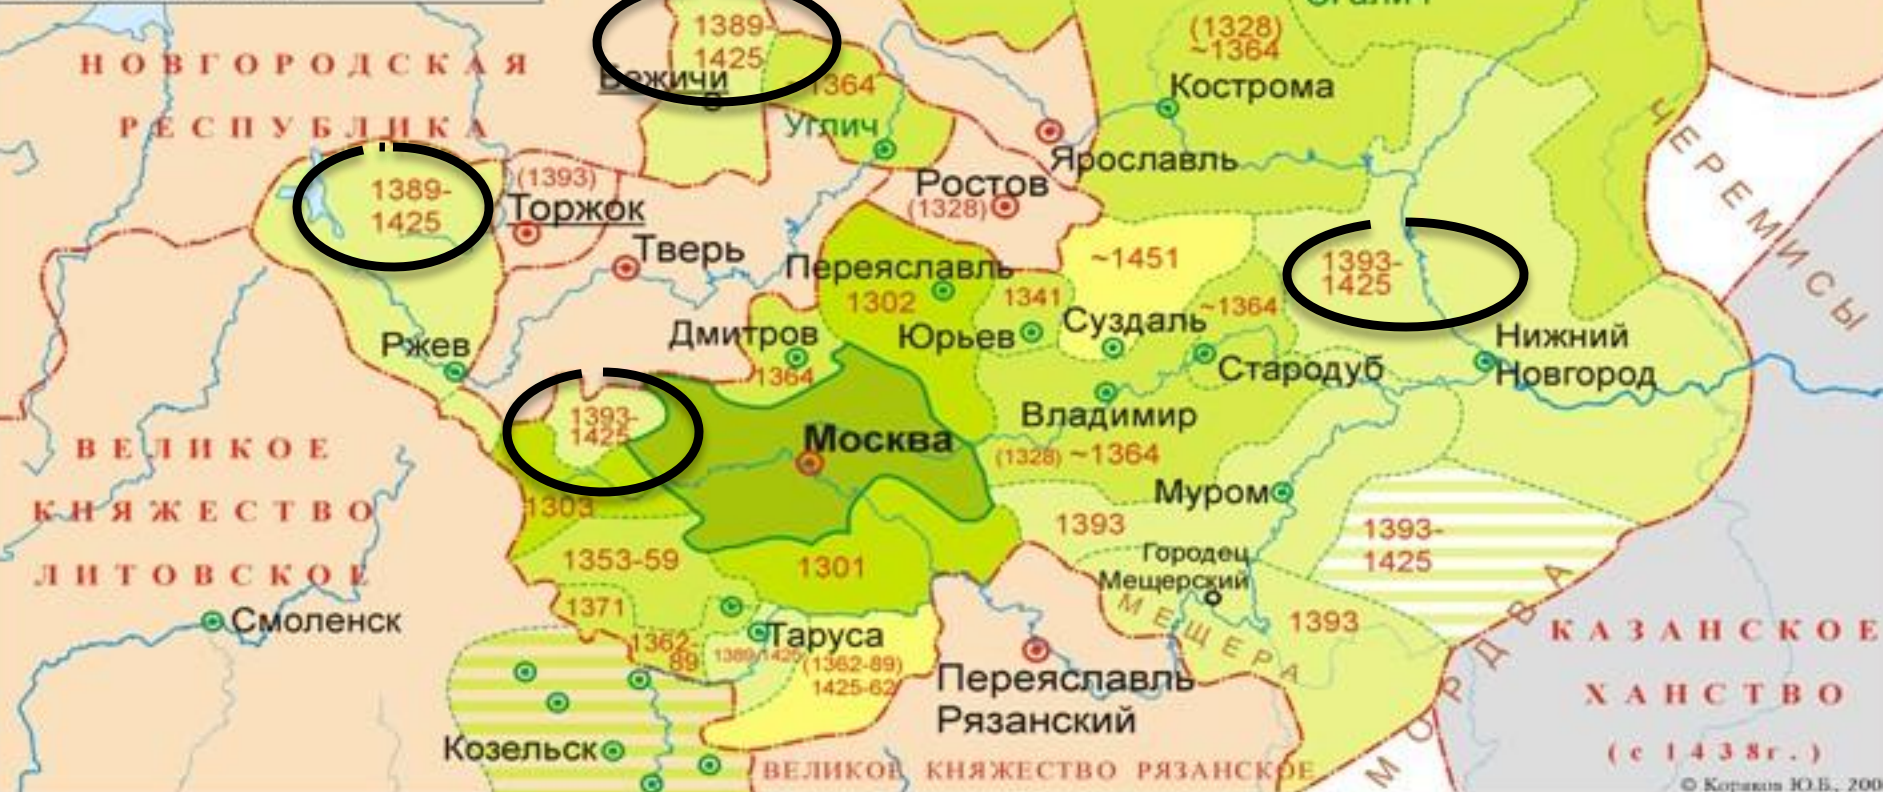 НОВГОРОДСКАЯ
РЕСПУБЛИКА
1389-
1425
Бежичи
1364
Углич
(1328)
~1364
Кострома
Ярославль
Ростов
(1328)
ЧЕРЕМИСЫ
1389-
1425
(1393)
Торжок
Тверь
Ржев
Переяславль
1302
Дмитров
1364
Юрьев
1341
~1451
Суздаль
~1364
Стародуб
1393-
1425
Нижний
Новгород
Владимир
(1328) ~1364
1393-
1425
Москва
Муром
1393
1393-
1425
Городец
Мещерский
МЕЩЕРА
1393
МОРДВА
ВЕЛИКОЕ
КНЯЖЕСТВО
ЛИТОВСКОЕ
Смоленск
1303
1353-59
1301
1371
1362-
89
Таруса
1389-1425
(1362-89)
1425-62
Переяславль
Рязанский
Козельск
ВЕЛИКОЕ КНЯЖЕСТВО РЯЗАНСКОЕ
КАЗАНСКОЕ
ХАНСТВО
(с 1438г.)
© Коряков Ю.Б.,